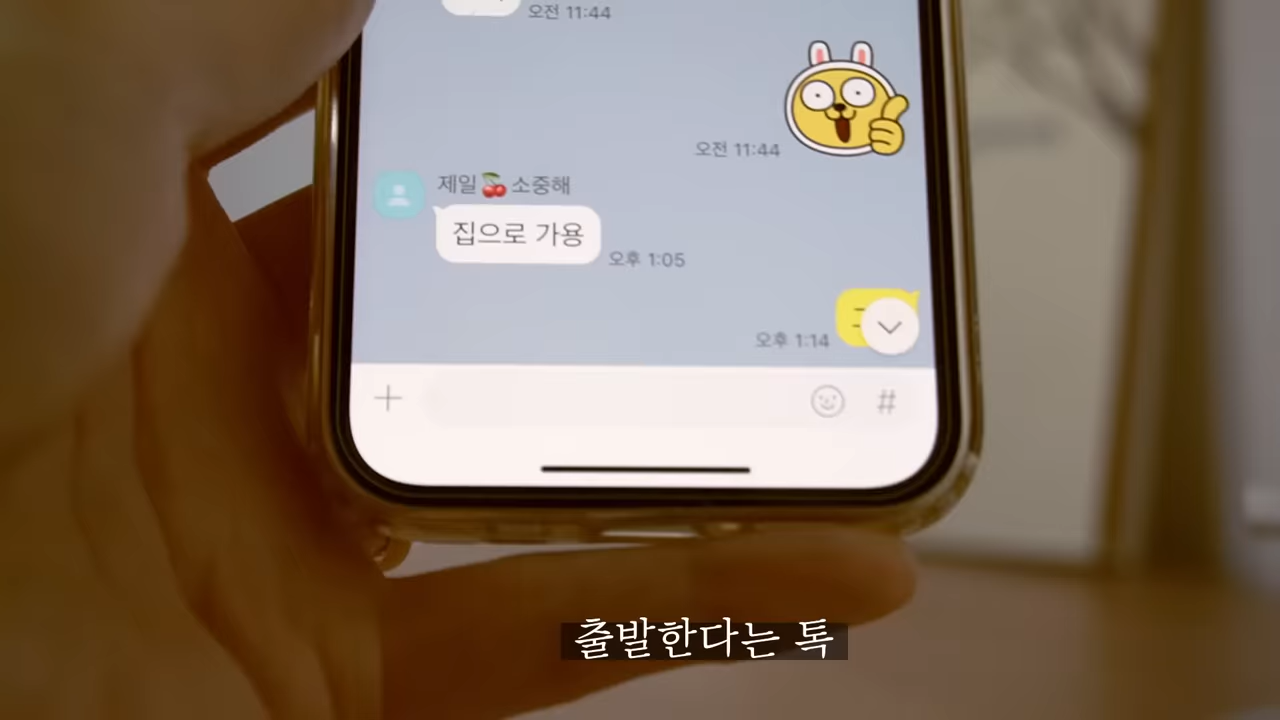 오전 11:44
오전 11:44
제일🍒소중해
집으로 가용
오후 1:05
오후 1:14
#
출발한다는 톡